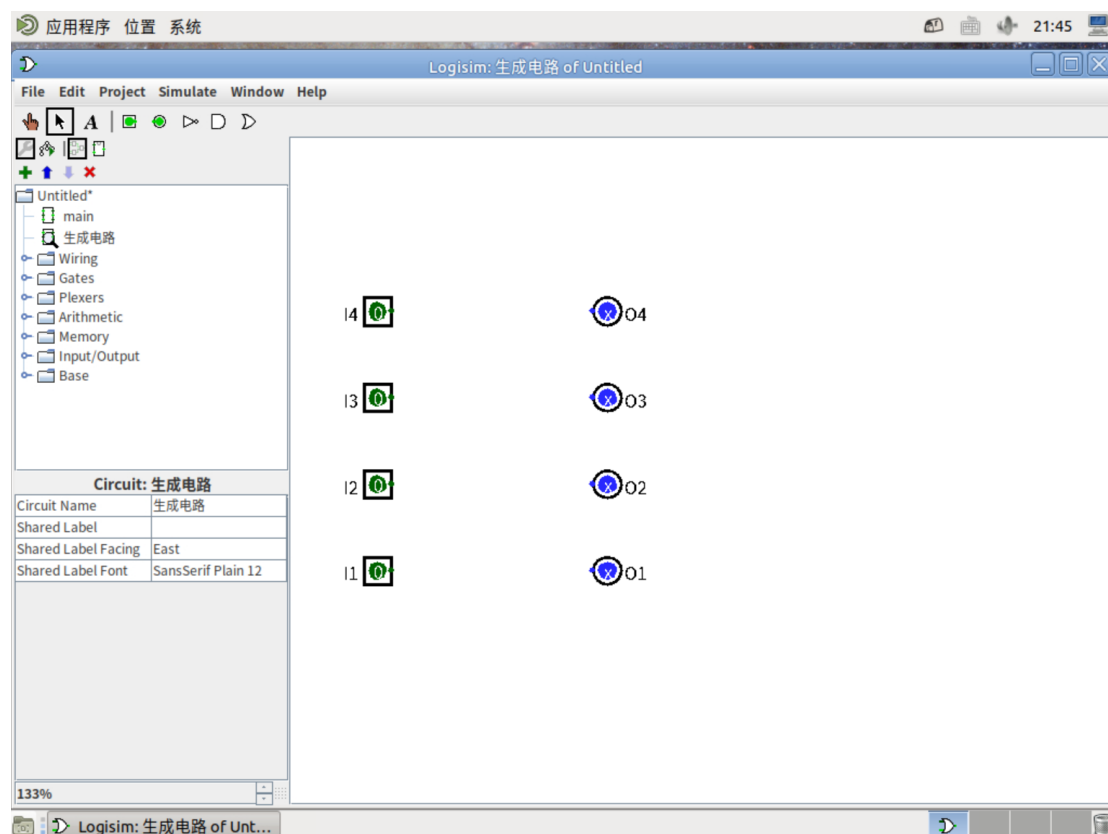 应用程序 位置 系统 21:45
Logisim: 生成电路 of Untitled
File Edit Project Simulate Window Help
A
Untitled*
main
生成电路
Wiring
Gates
Plexers
Arithmetic
Memory
Input/Output
Base
I4 0 x O4
I3 0 x O3
I2 0 x O2
I1 0 x O1
Circuit: 生成电路
Circuit Name 生成电路
Shared Label
Shared Label Facing East
Shared Label Font SansSerif Plain 12
133%
Logisim: 生成电路 of Unt...